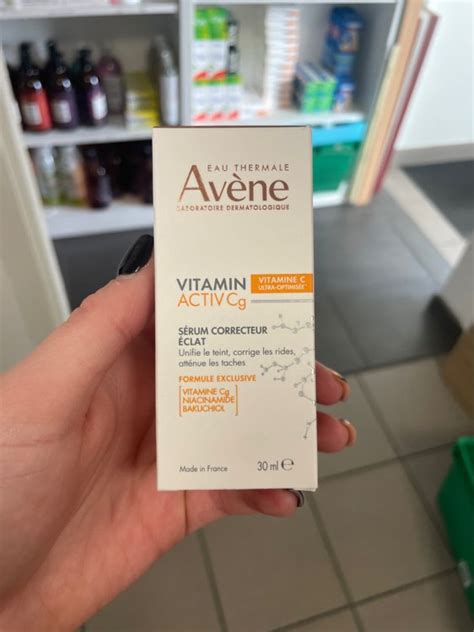 EAU THERMALE
Avène
LABORATOIRE DERMATOLOGIQUE
VITAMIN
ACTIV Cg
VITAMINE C
ULTRA-OPTIMISÉE*
SÉRUM CORRECTEUR
ÉCLAT
Unifie le teint, corrige les rides,
atténue les taches
FORMULE EXCLUSIVE
VITAMINE Cg
NIACINAMIDE
BAKUCHIOL
Made in France
30 ml ℮